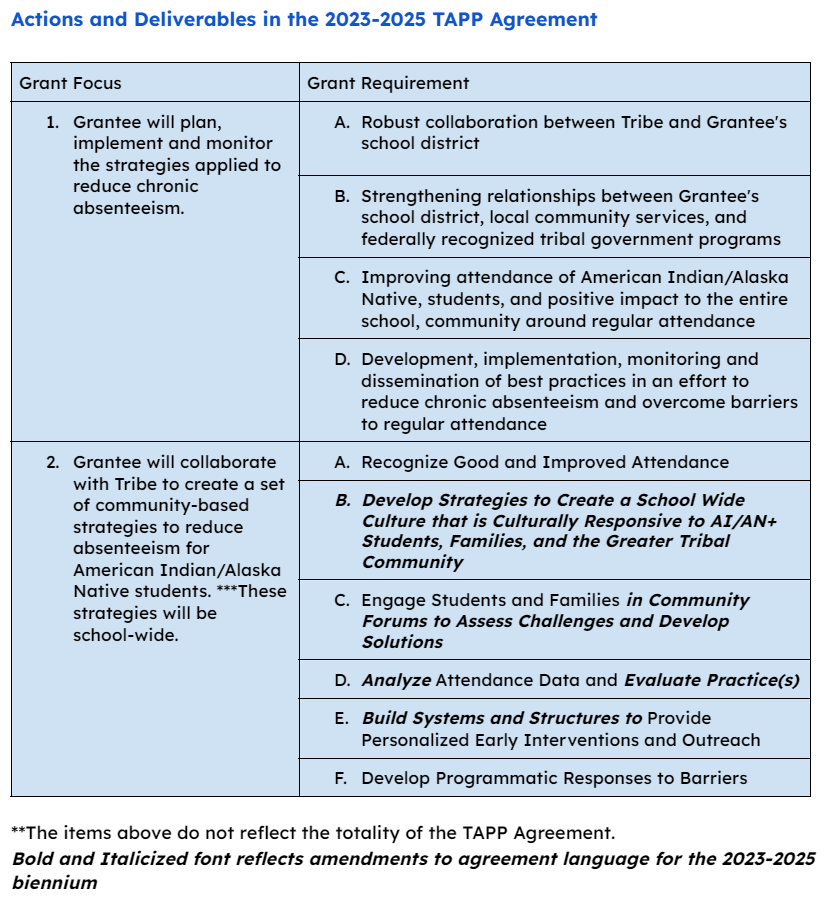 Actions and Deliverables in the 2023-2025 TAPP Agreement
Grant Focus
Grant Requirement
1. Grantee will plan,
implement and monitor
the strategies applied to
reduce chronic
absenteeism.
A. Robust collaboration between Tribe and Grantee's
school district
B. Strengthening relationships between Grantee's
school district, local community services, and
federally recognized tribal government programs
C. Improving attendance of American Indian/Alaska
Native, students, and positive impact to the entire
school, community around regular attendance
D. Development, implementation, monitoring and
dissemination of best practices in an effort to
reduce chronic absenteeism and overcome barriers
to regular attendance
2. Grantee will collaborate
with Tribe to create a set
of community-based
strategies to reduce
absenteeism for
American Indian/Alaska
Native students. ***These
strategies will be
school-wide.
A. Recognize Good and Improved Attendance
B. Develop Strategies to Create a School Wide
Culture that is Culturally Responsive to AI/AN+
Students, Families, and the Greater Tribal
Community
C. Engage Students and Families in Community
Forums to Assess Challenges and Develop
Solutions
D. Analyze Attendance Data and Evaluate Practice(s)
E. Build Systems and Structures to Provide
Personalized Early Interventions and Outreach
F. Develop Programmatic Responses to Barriers
**The items above do not reflect the totality of the TAPP Agreement.
Bold and Italicized font reflects amendments to agreement language for the 2023-2025
biennium